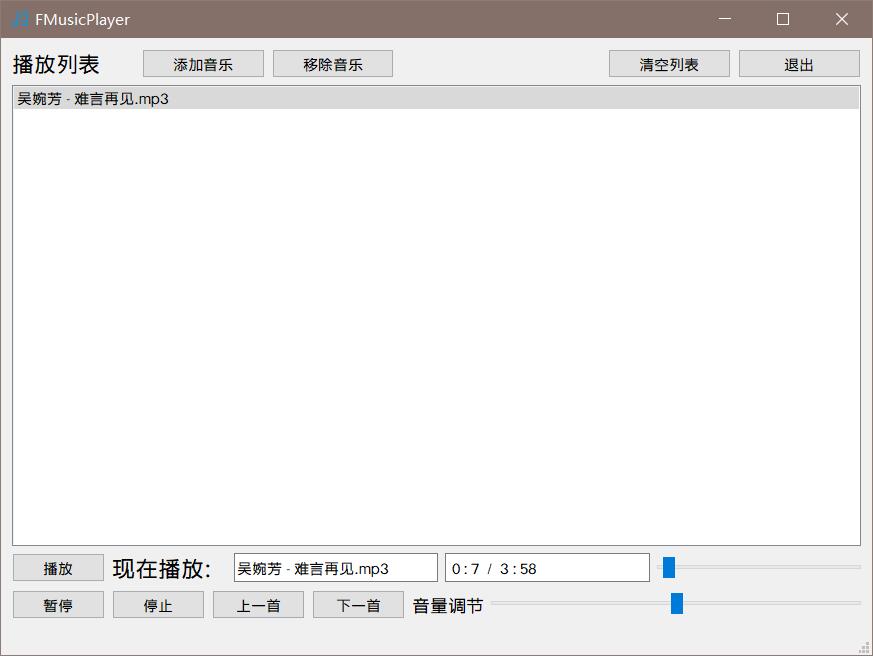 FMusicPlayer
播放列表 添加音乐 移除音乐 清空列表 退出
吴婉芳 - 难言再见.mp3
播放 现在播放： 吴婉芳 - 难言再见.mp3 0:7 / 3:58
暂停 停止 上一首 下一首 音量调节